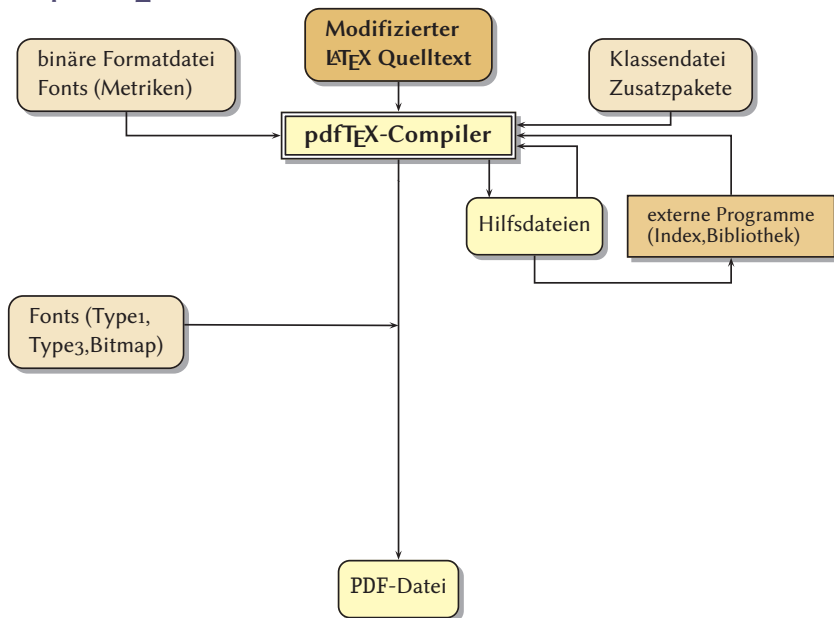 Modifizierter
LATEX Quelltext
binäre Formatdatei
Fonts (Metriken)
Klassendatei
Zusatzpakete
pdfTEX-Compiler
Hilfsdateien
externe Programme
(Index,Bibliothek)
Fonts (Type1,
Type3,Bitmap)
PDF-Datei